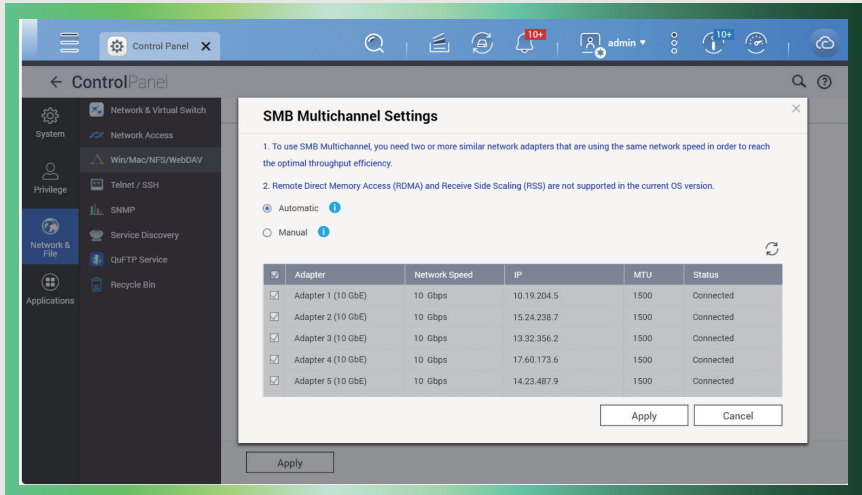 Control Panel
10+
admin
10+
ControlPanel
System
Privilege
Network & File
Applications
Network & Virtual Switch
Network Access
Win/Mac/NFS/WebDAV
Telnet / SSH
SNMP
Service Discovery
QuFTP Service
Recycle Bin
SMB Multichannel Settings
1. To use SMB Multichannel, you need two or more similar network adapters that are using the same network speed in order to reach
the optimal throughput efficiency.
2. Remote Direct Memory Access (RDMA) and Receive Side Scaling (RSS) are not supported in the current OS version.
Automatic
Manual
Adapter Network Speed IP MTU Status
Adapter 1 (10 GbE) 10 Gbps 10.19.204.5 1500 Connected
Adapter 2 (10 GbE) 10 Gbps 15.24.238.7 1500 Connected
Adapter 3 (10 GbE) 10 Gbps 13.32.356.2 1500 Connected
Adapter 4 (10 GbE) 10 Gbps 17.60.173.6 1500 Connected
Adapter 5 (10 GbE) 10 Gbps 14.23.487.9 1500 Connected
Apply Cancel
Apply